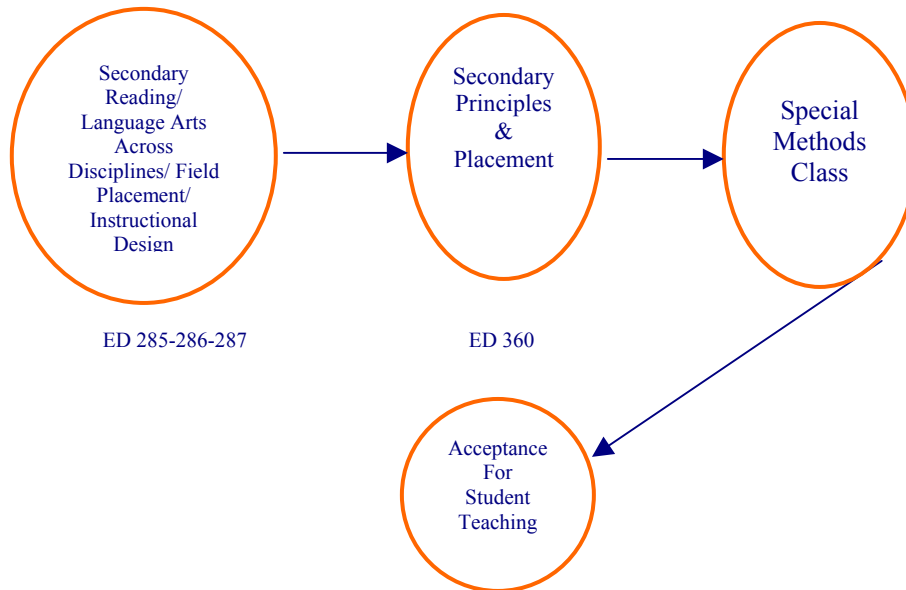 Secondary
Reading/
Language Arts
Across
Disciplines/ Field
Placement/
Instructional
Design
Secondary
Principles
&
Placement
Special
Methods
Class
ED 285-286-287
ED 360
Acceptance
For
Student
Teaching